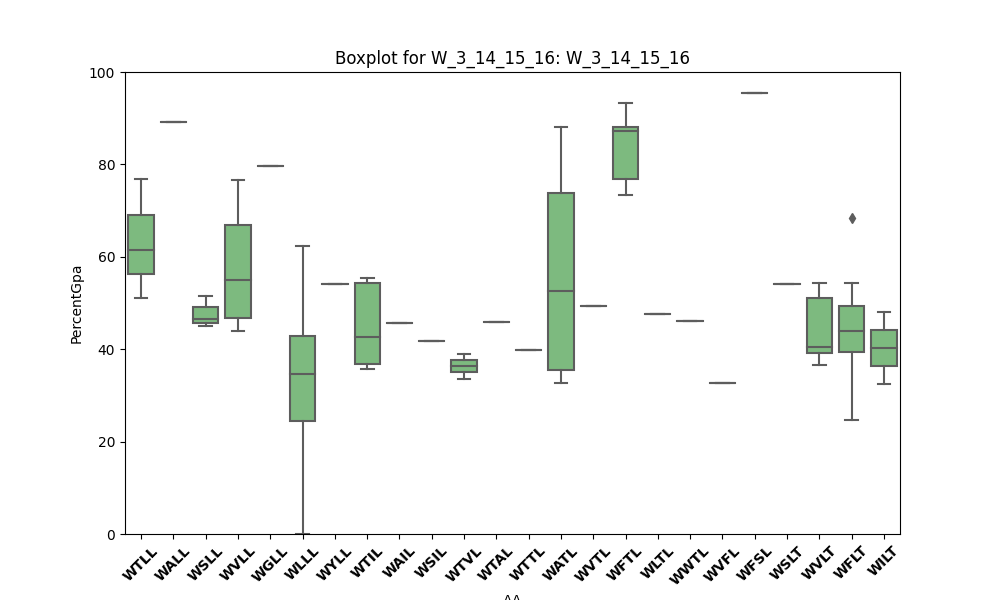 Boxplot for W_3_14_15_16: W_3_14_15_16
100
80
60
40
20
0
PercentGpa
WTLL WALL WSLL WVLL WGLL WLLL WYLL WTIL WAIL WSIL WTVL WTAL WTTL WATL WVTL WFTL WLTL WWTL WVFL WFSL WSLT WVLT WFLT WILT
AA